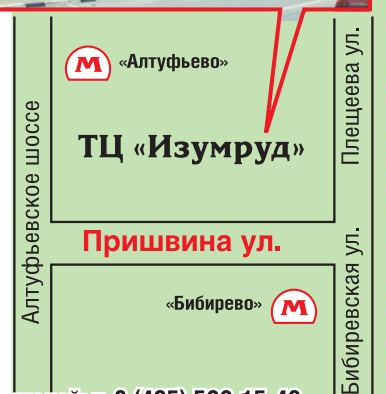 М «Алтуфьево»
ТЦ «Изумруд»
Плещеева ул.
Алтуфьевское шоссе
Пришвина ул.
«Бибирево» М
Бибиревская ул.